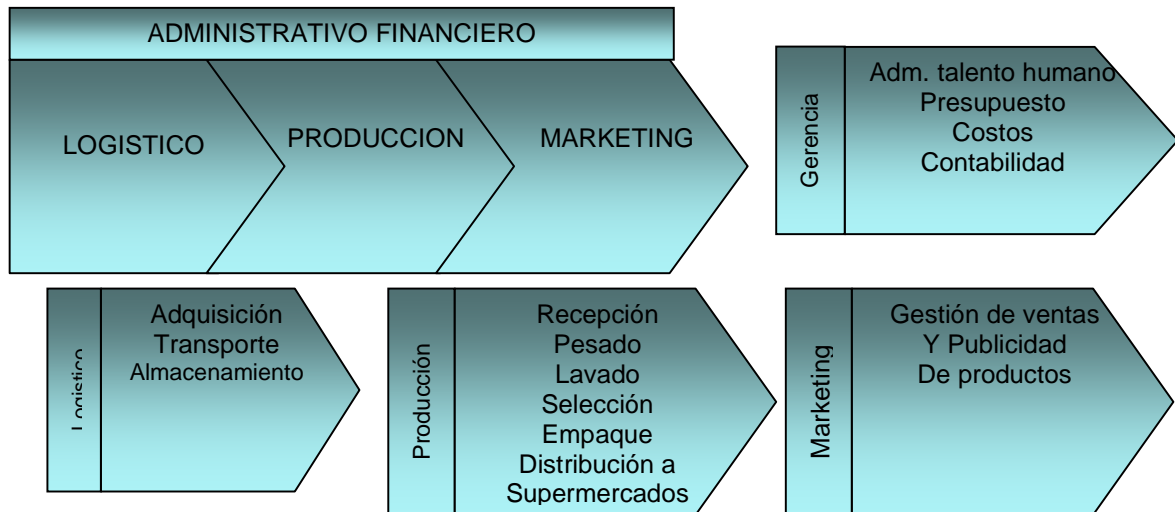 ADMINISTRATIVO FINANCIERO
LOGISTICO
PRODUCCION
MARKETING
Gerencia
Adm. talento humano
Presupuesto
Costos
Contabilidad
Logistico
Adquisición
Transporte
Almacenamiento
Producción
Recepción
Pesado
Lavado
Selección
Empaque
Distribución a
Supermercados
Marketing
Gestión de ventas
Y Publicidad
De productos